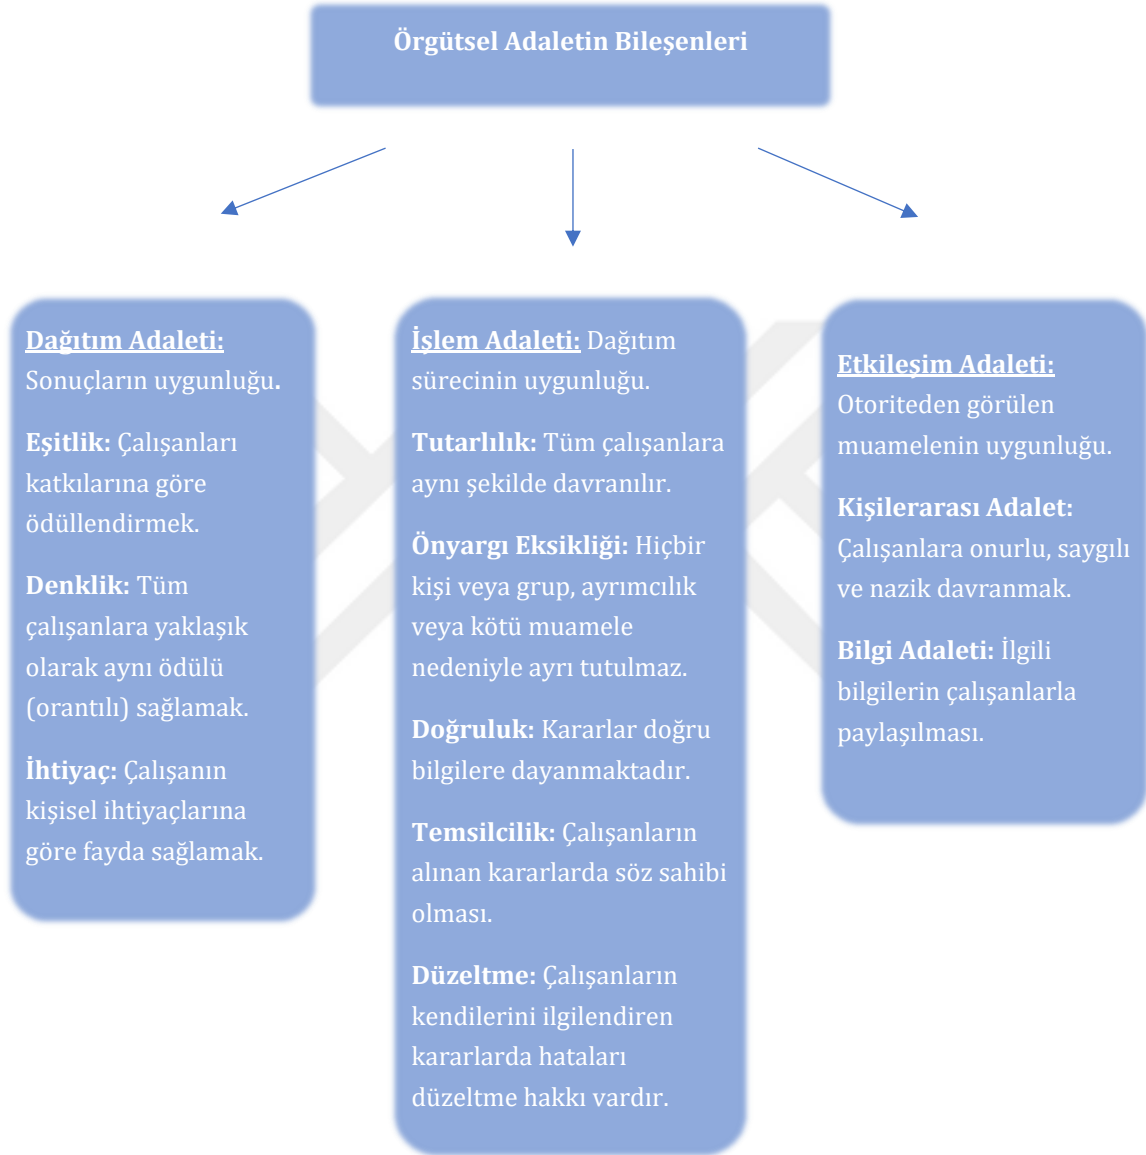 Örgütsel Adaletin Bileşenleri
Dağıtım Adaleti:
Sonuçların uygunluğu.
Eşitlik: Çalışanları
katkılarına göre
ödüllendirmek.
Denklik: Tüm
çalışanlara yaklaşık
olarak aynı ödülü
(orantılı) sağlamak.
İhtiyaç: Çalışanın
kişisel ihtiyaçlarına
göre fayda sağlamak.
İşlem Adaleti: Dağıtım
sürecinin uygunluğu.
Tutarlılık: Tüm çalışanlara
aynı şekilde davranılır.
Önyargı Eksikliği: Hiçbir
kişi veya grup, ayrımcılık
veya kötü muamele
nedeniyle ayrı tutulmaz.
Doğruluk: Kararlar doğru
bilgilere dayanmaktadır.
Temsilcilik: Çalışanların
alınan kararlarda söz sahibi
olması.
Düzeltme: Çalışanların
kendilerini ilgilendiren
kararlarda hataları
düzeltme hakkı vardır.
Etkileşim Adaleti:
Otoriteden görülen
muamelenin uygunluğu.
Kişilerarası Adalet:
Çalışanlara onurlu, saygılı
ve nazik davranmak.
Bilgi Adaleti: İlgili
bilgilerin çalışanlarla
paylaşılması.